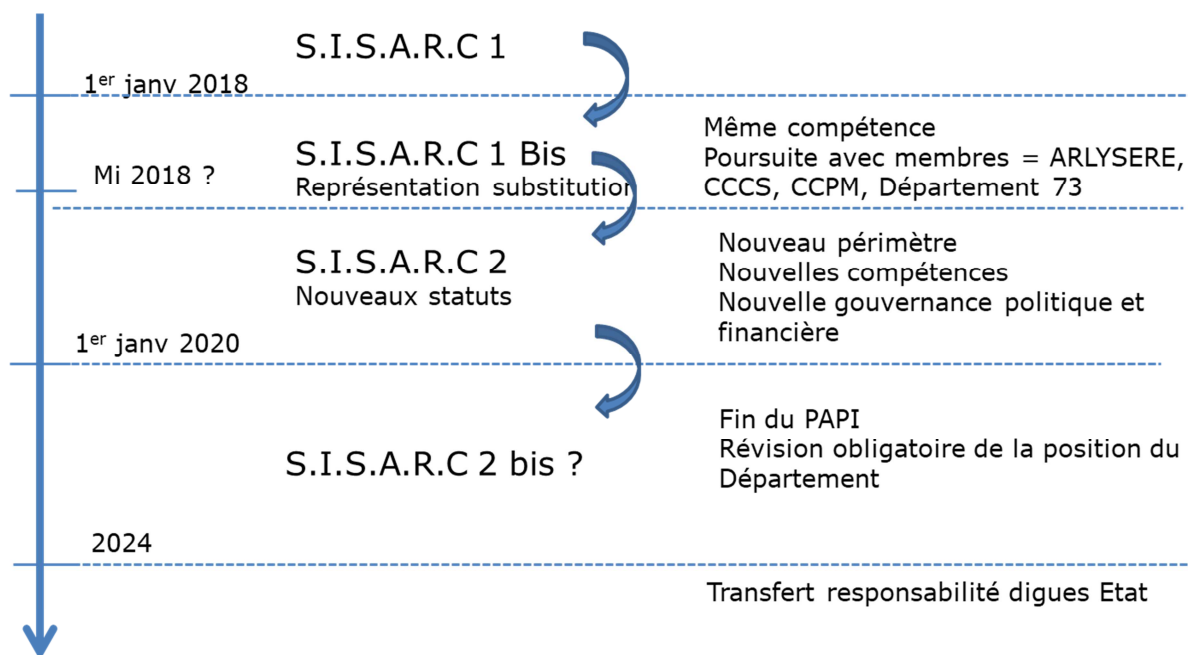 S.I.S.A.R.C 1
1er janv 2018
Même compétence
S.I.S.A.R.C 1 Bis
Poursuite avec membres = ARLYSERE,
Mi 2018 ?
Représentation substitution
CCCS, CCPM, Département 73
Nouveau périmètre
S.I.S.A.R.C 2
Nouvelles compétences
Nouveaux statuts
Nouvelle gouvernance politique et
financière
1er janv 2020
Fin du PAPI
Révision obligatoire de la position du
S.I.S.A.R.C 2 bis ?
Département
2024
Transfert responsabilité digues Etat